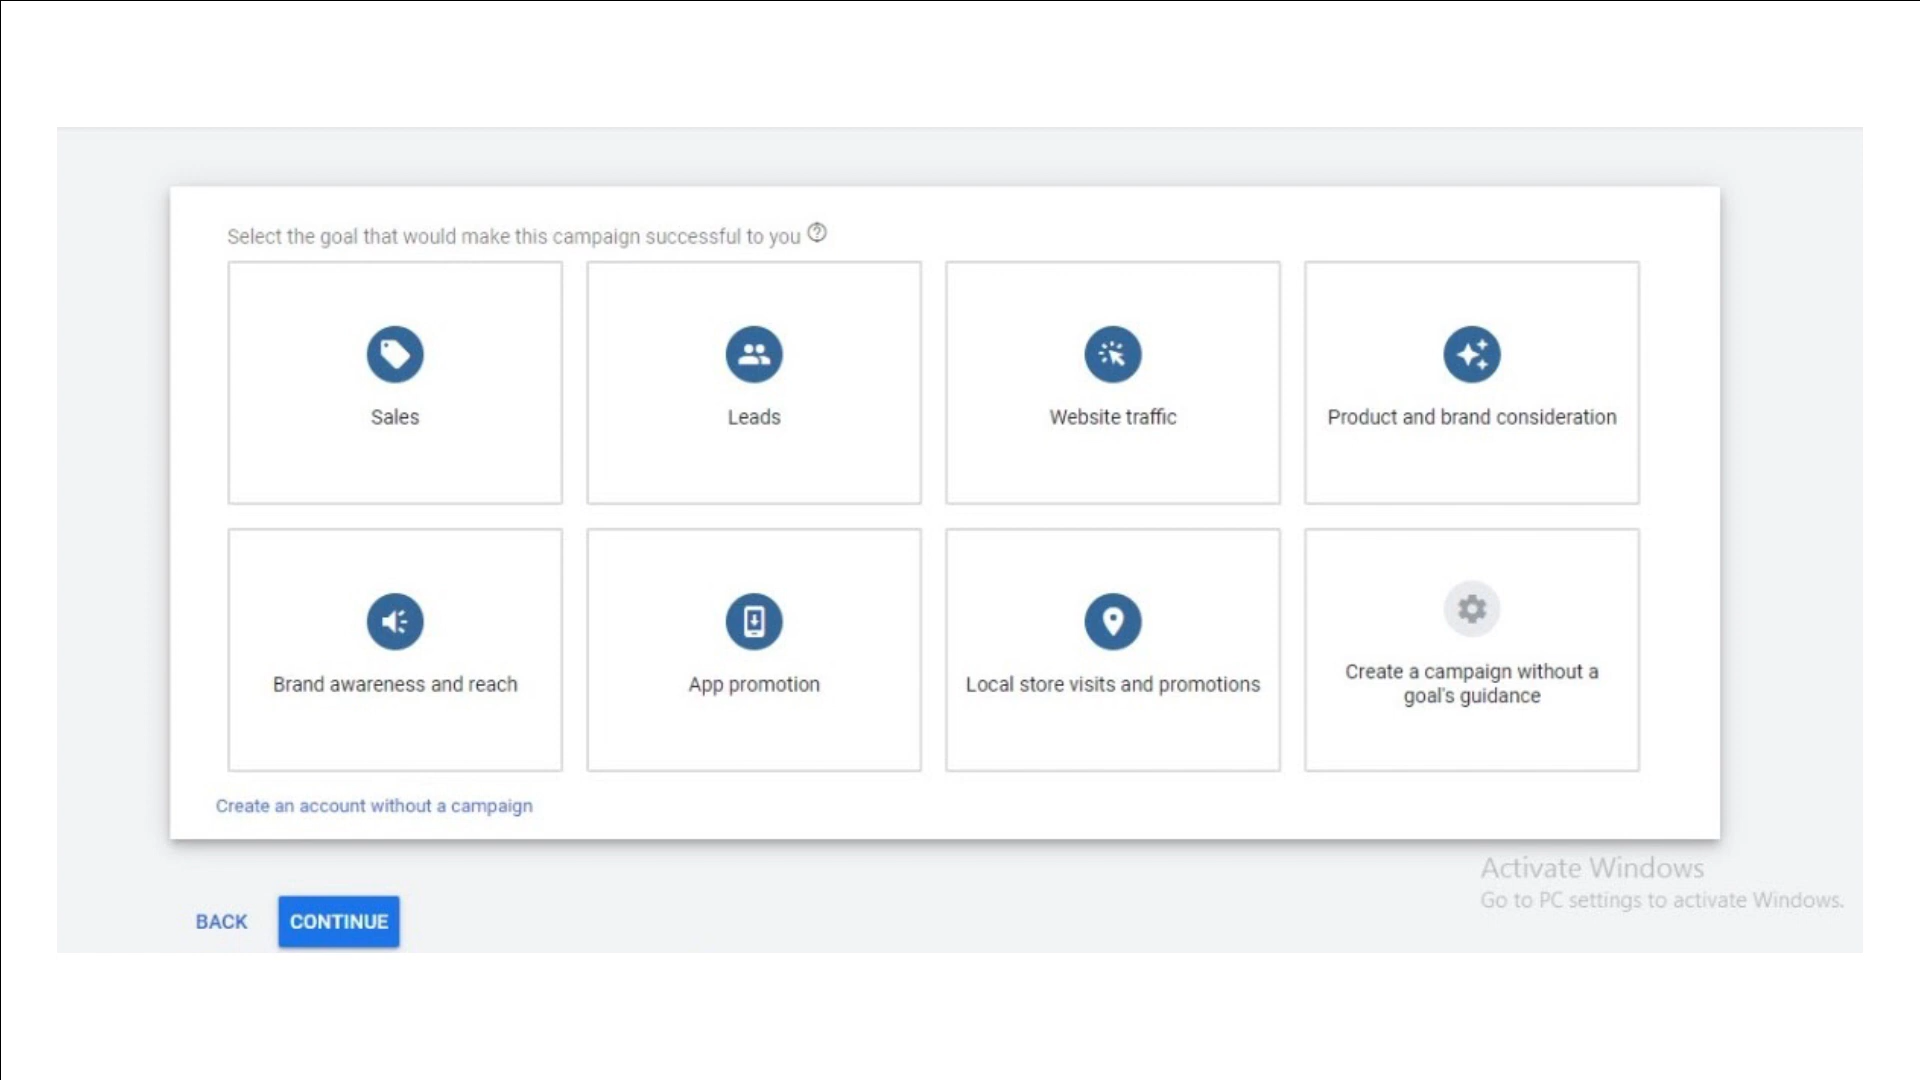 Select the goal that would make this campaign successful to you
Sales
Leads
Website traffic
Product and brand consideration
Brand awareness and reach
App promotion
Local store visits and promotions
Create a campaign without a
goal's guidance
Create an account without a campaign
Activate Windows
Go to PC settings to activate Windows.
BACK
CONTINUE